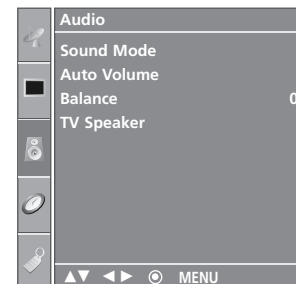 Audio
Sound Mode
Auto Volume
Balance 0
TV Speaker
▲▼ ◄► ◉ MENU